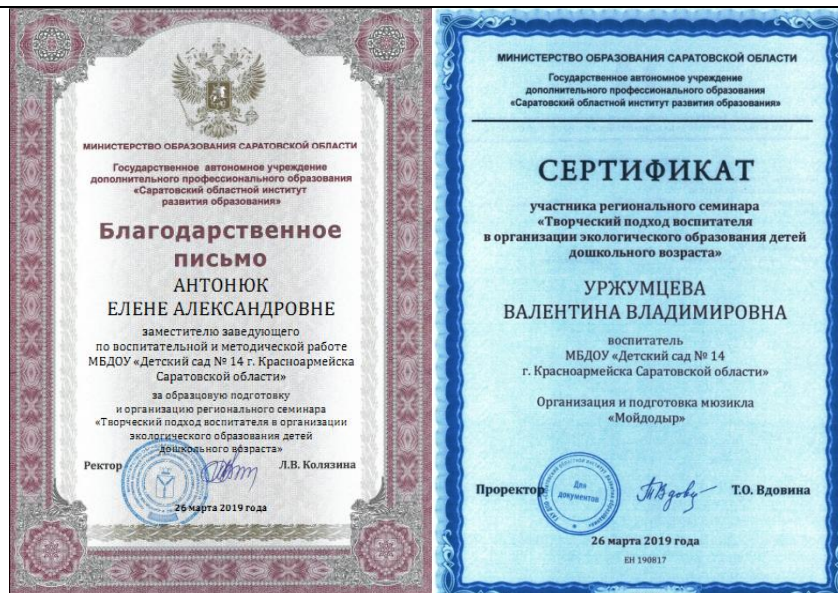 МИНИСТЕРСТВО ОБРАЗОВАНИЯ САРАТОВСКОЙ ОБЛАСТИ
Государственное автономное учреждение
дополнительного профессионального образования
«Саратовский областной институт
развития образования»
Благодарственное
письмо
АНТОНЮК
ЕЛЕНЕ АЛЕКСАНДРОВНЕ
заместителю заведующего
по воспитательной и методической работе
МБДОУ «Детский сад № 14 г. Красноармейска
Саратовской области»
за образцовую подготовку
и организацию регионального семинара
«Творческий подход воспитателя в организации
экологического образования детей
дошкольного возраста»
Ректор Л.В. Колязина
26 марта 2019 года
МИНИСТЕРСТВО ОБРАЗОВАНИЯ САРАТОВСКОЙ ОБЛАСТИ
Государственное автономное учреждение
дополнительного профессионального образования
«Саратовский областной институт развития образования»
СЕРТИФИКАТ
участника регионального семинара
«Творческий подход воспитателя
в организации экологического образования детей
дошкольного возраста»
УРЖУМЦЕВА
ВАЛЕНТИНА ВЛАДИМИРОВНА
воспитатель
МБДОУ «Детский сад № 14
г. Красноармейска Саратовской области»
Организация и подготовка мюзикла
«Мойдодыр»
Проректор Т.О. Вдовина
Для
документов
26 марта 2019 года
ЕН 190817